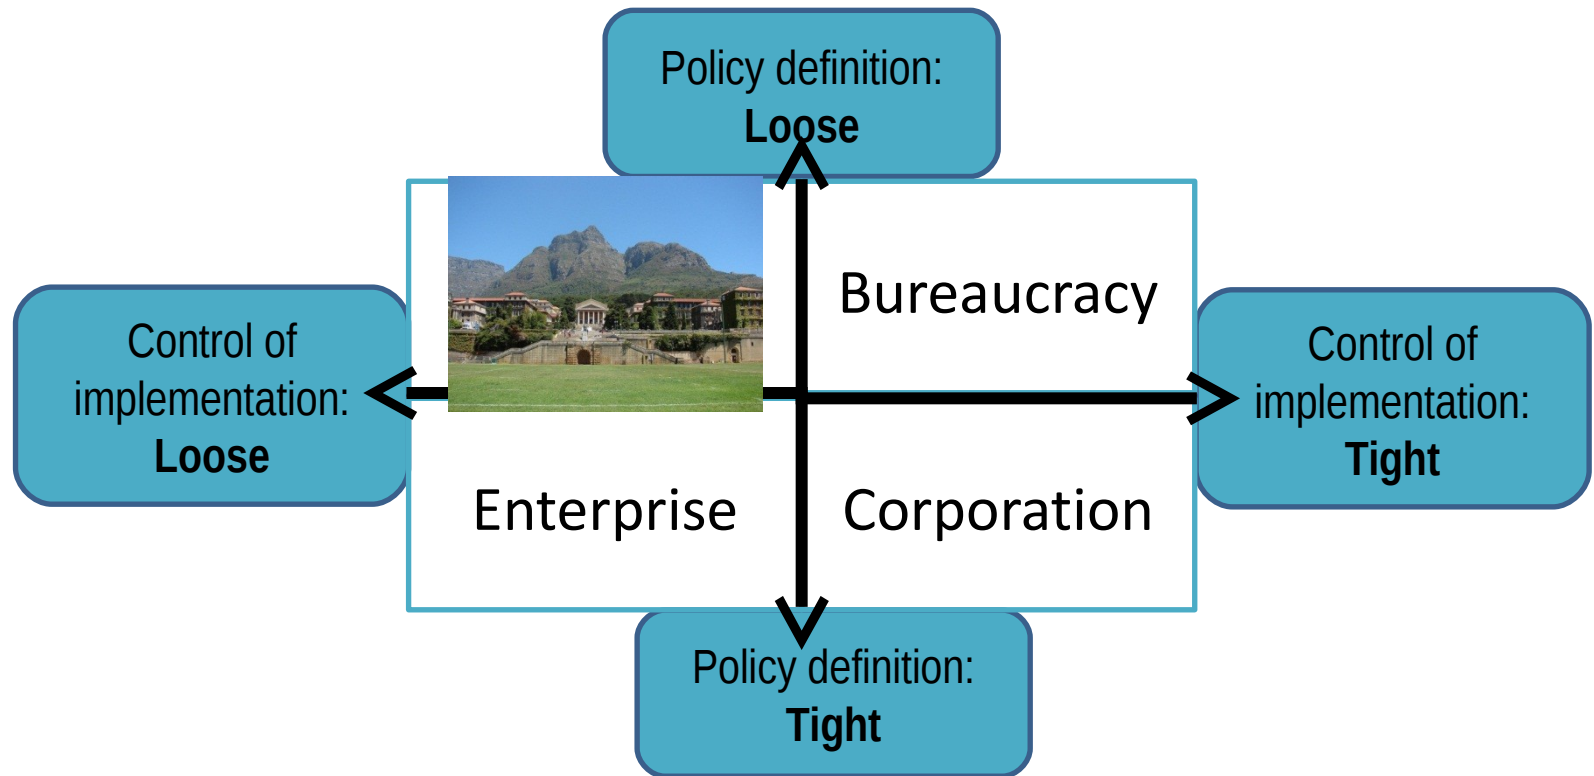 Policy definition:
Loose
Bureaucracy
Control of
implementation:
Loose
Control of
implementation:
Tight
Enterprise
Corporation
Policy definition:
Tight